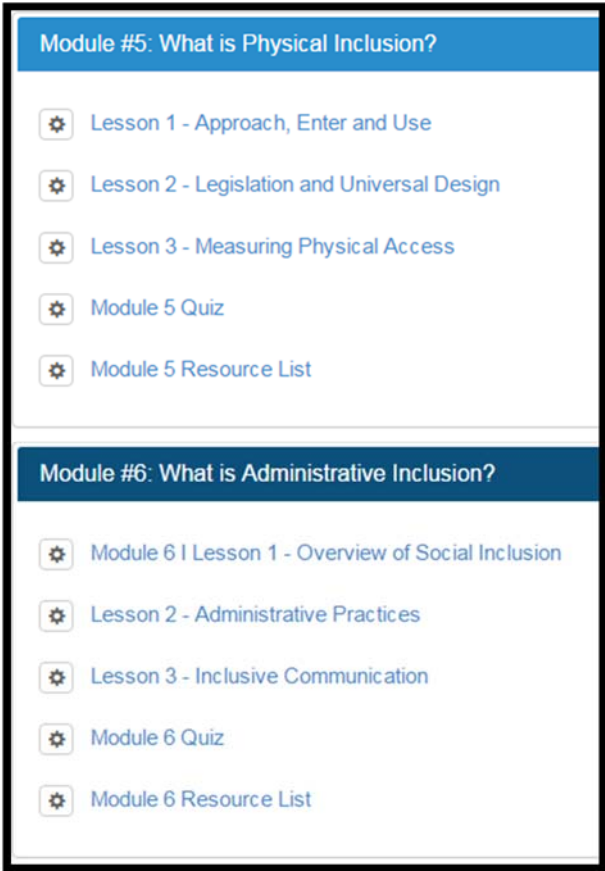 Module #5: What is Physical Inclusion?
Lesson 1 - Approach, Enter and Use
Lesson 2 - Legislation and Universal Design
Lesson 3 - Measuring Physical Access
Module 5 Quiz
Module 5 Resource List
Module #6: What is Administrative Inclusion?
Module 6 I Lesson 1 - Overview of Social Inclusion
Lesson 2 - Administrative Practices
Lesson 3 - Inclusive Communication
Module 6 Quiz
Module 6 Resource List